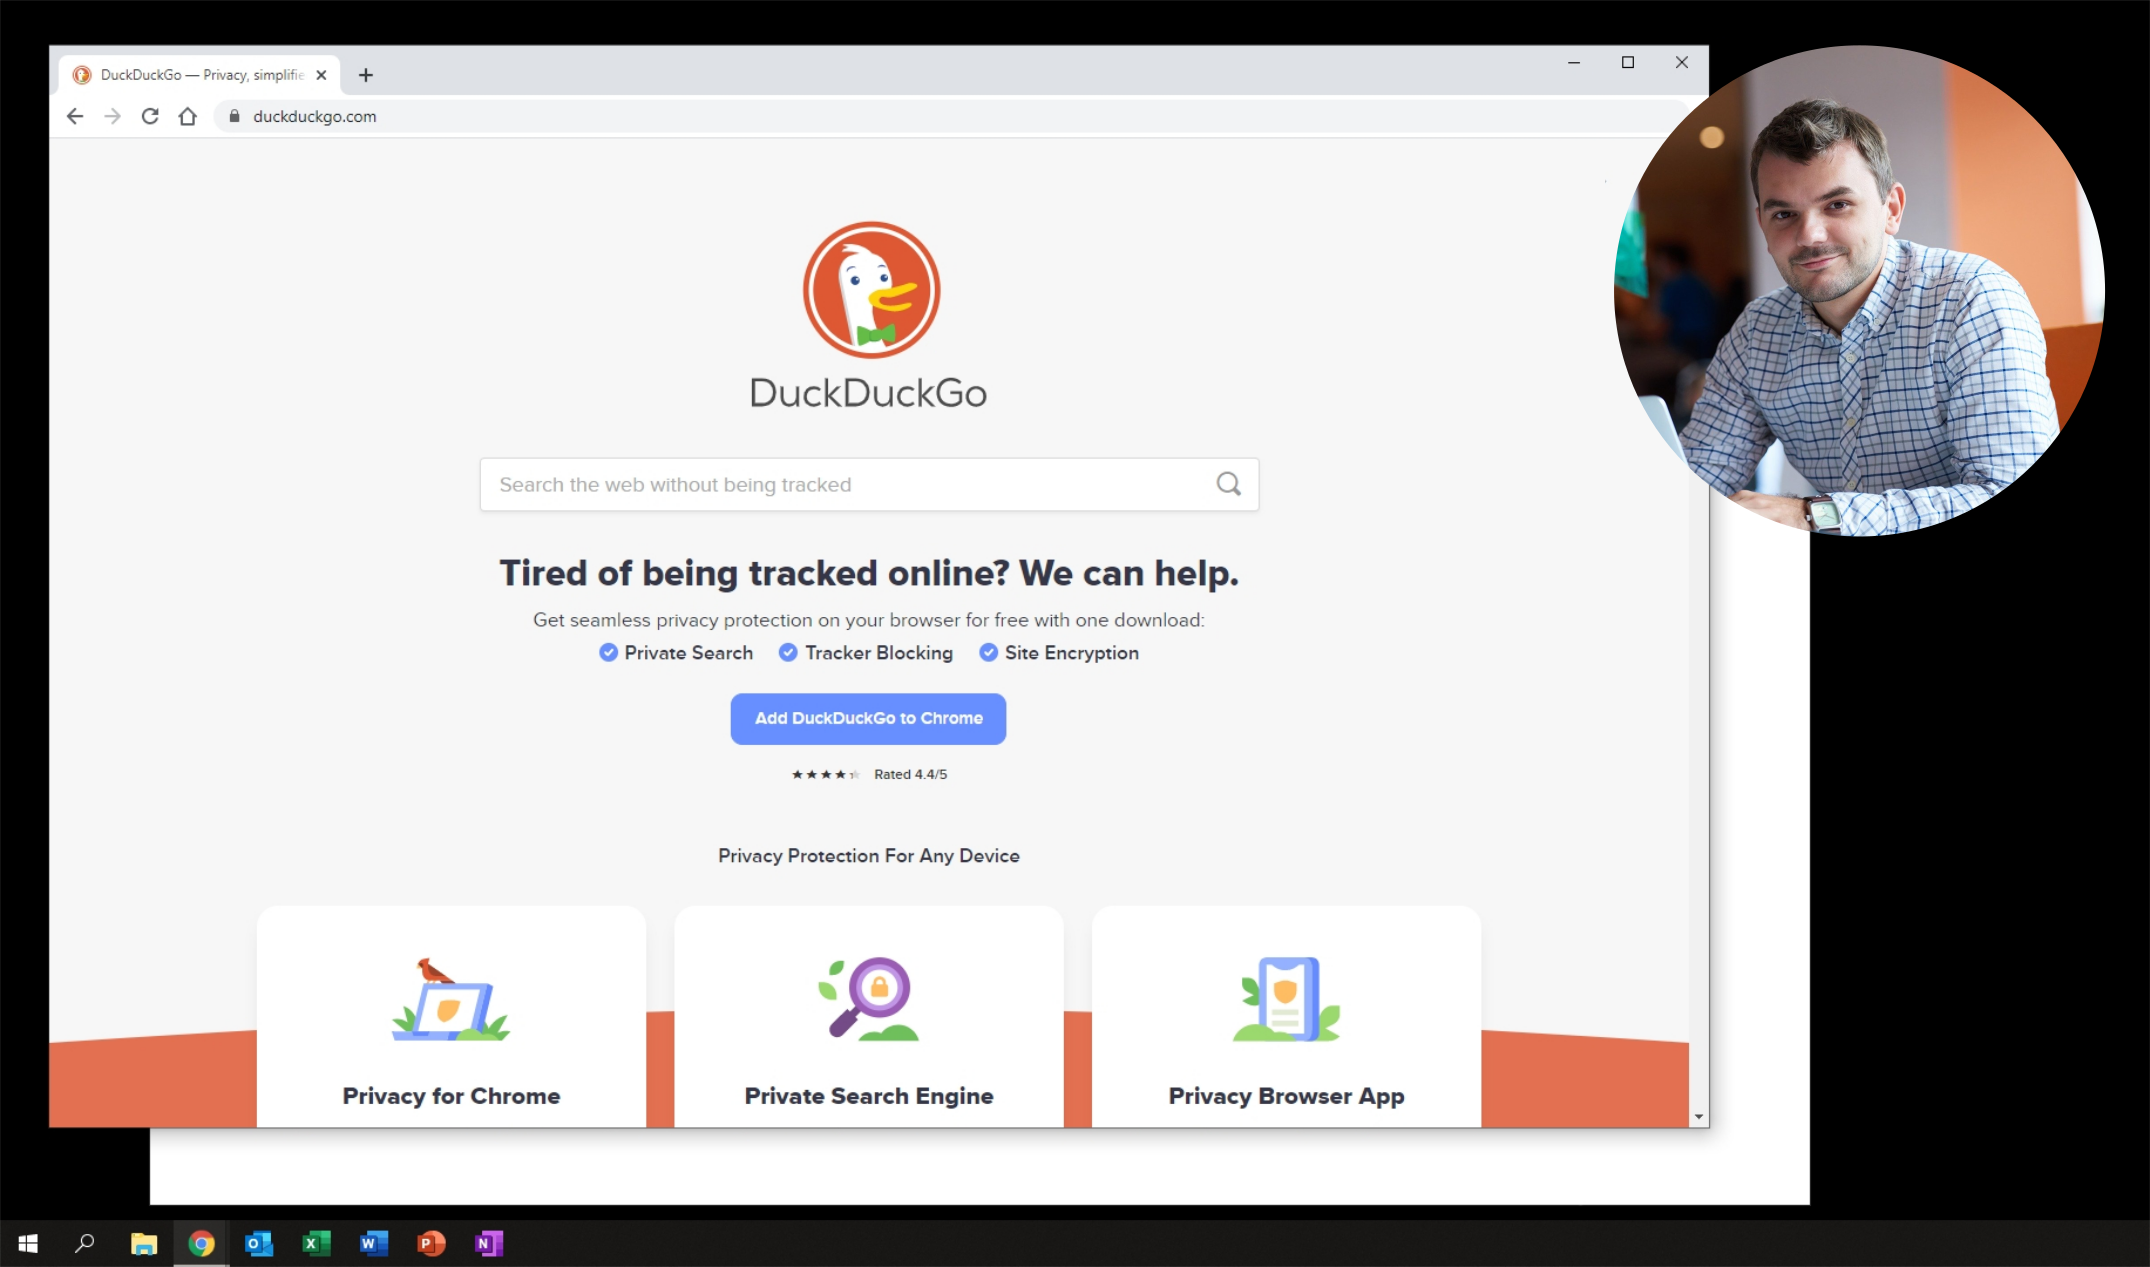 DuckDuckGo — Privacy, simplifie
duckduckgo.com
DuckDuckGo
Search the web without being tracked
Tired of being tracked online? We can help.
Get seamless privacy protection on your browser for free with one download:
Private Search Tracker Blocking Site Encryption
Add DuckDuckGo to Chrome
Rated 4.4/5
Privacy Protection For Any Device
Privacy for Chrome Private Search Engine Privacy Browser App
O X W P N